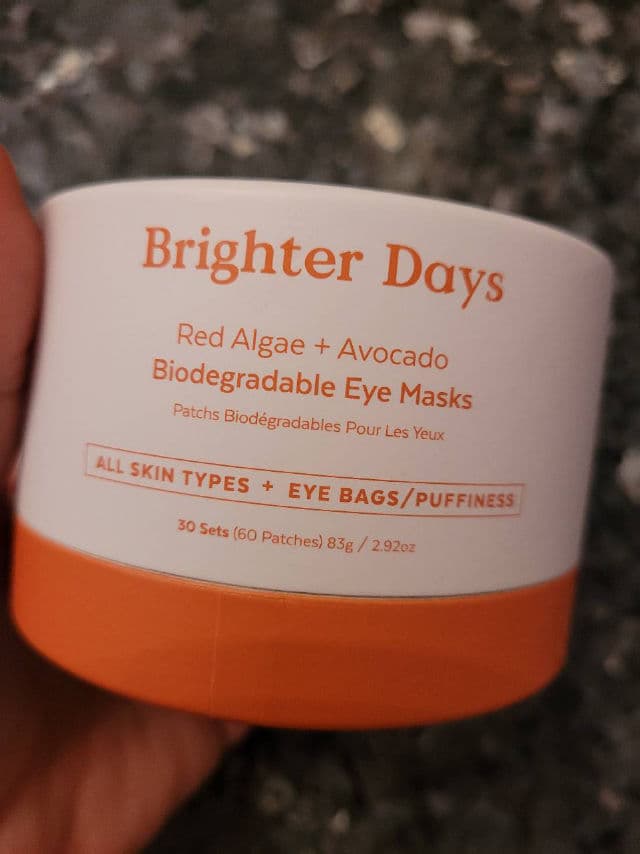 Brighter Days
Red Algae + Avocado
Biodegradable Eye Masks
Patchs Biodégradables Pour Les Yeux
ALL SKIN TYPES + EYE BAGS/PUFFINESS
30 Sets (60 Patches) 83g / 2.92oz